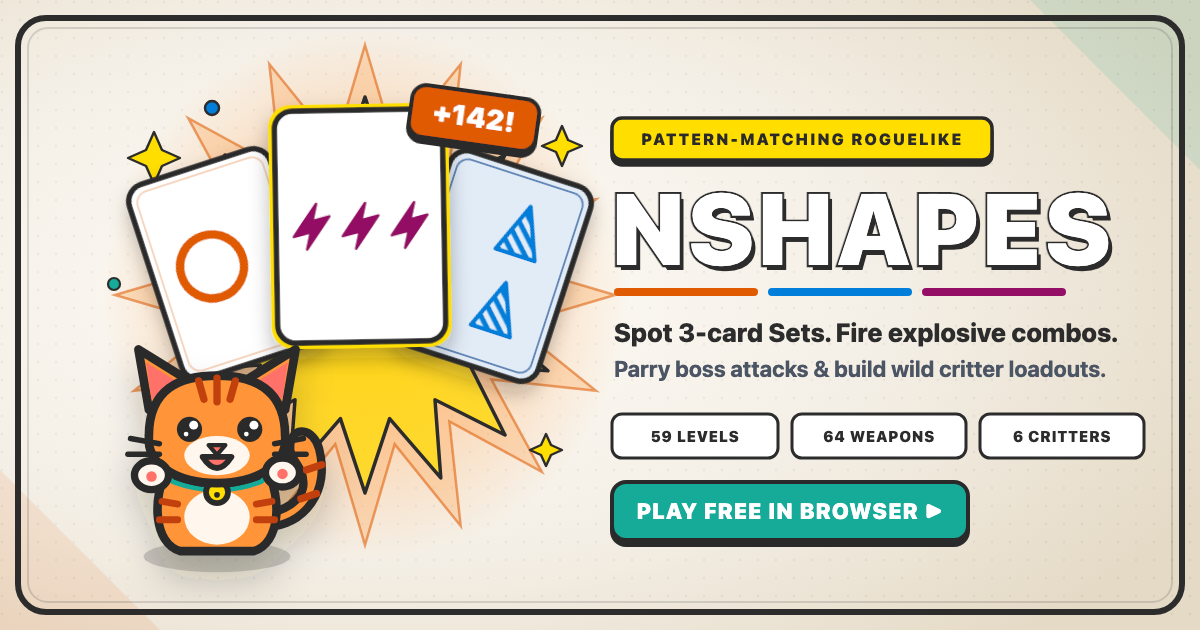 +142!
PATTERN-MATCHING ROGUELIKE
NSHAPES
Spot 3-card Sets. Fire explosive combos.
Parry boss attacks & build wild critter loadouts.
59 LEVELS
64 WEAPONS
6 CRITTERS
PLAY FREE IN BROWSER